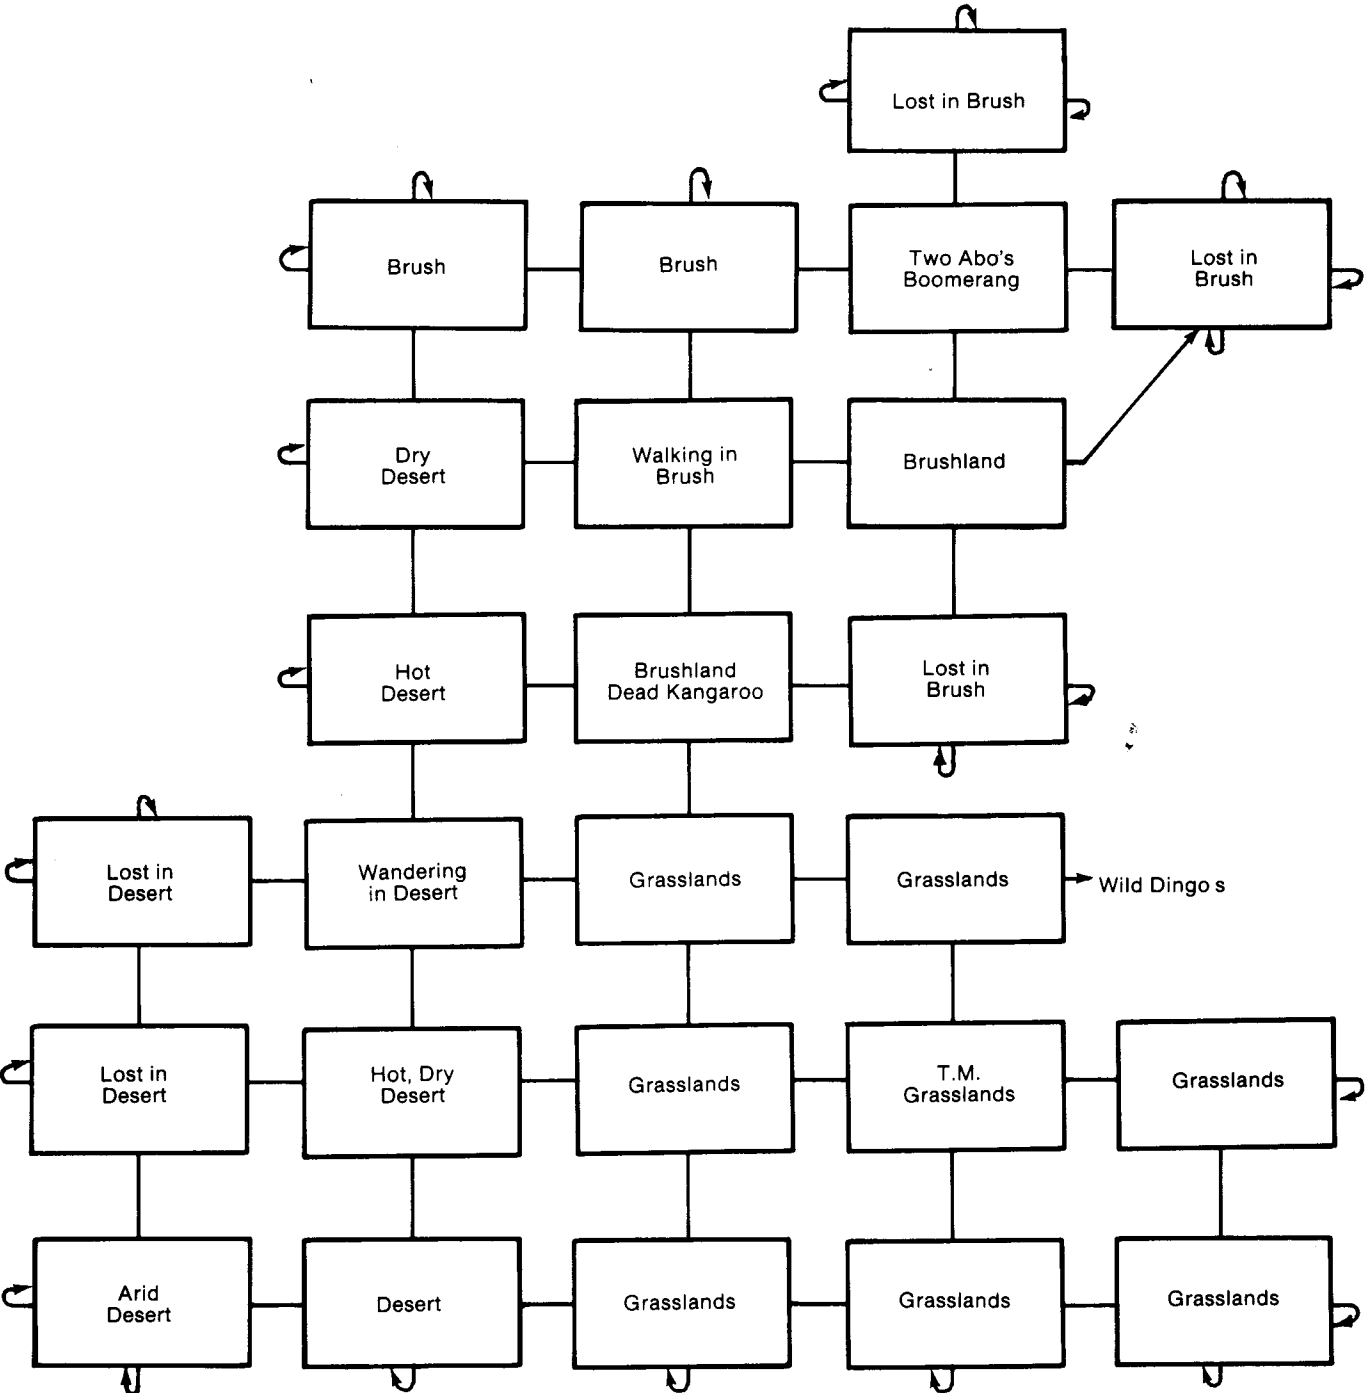 Lost in Brush
Brush
Brush
Two Abo's
Boomerang
Lost in
Brush
Dry
Desert
Walking in
Brush
Brushland
Hot
Desert
Brushland
Dead Kangaroo
Lost in
Brush
Lost in
Desert
Wandering
in Desert
Grasslands
Grasslands
Wild Dingo s
Lost in
Desert
Hot, Dry
Desert
Grasslands
T.M.
Grasslands
Grasslands
Arid
Desert
Desert
Grasslands
Grasslands
Grasslands